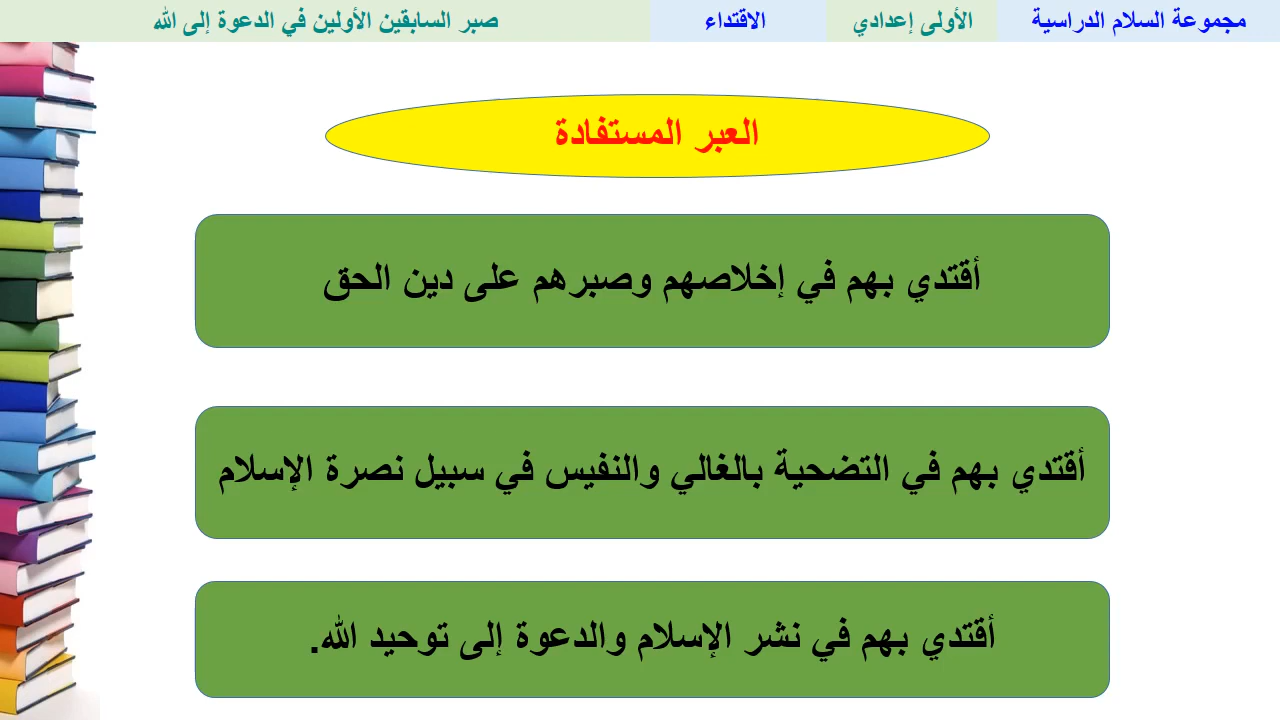 مجموعة السلام الدراسية
الأولى إعدادي
الاقتداء
صبر السابقين الأولين في الدعوة إلى الله
العبر المستفادة
أقتدي بهم في إخلاصهم وصبرهم على دين الحق
أقتدي بهم في التضحية بالغالي والنفيس في سبيل نصرة الإسلام
أقتدي بهم في نشر الإسلام والدعوة إلى توحيد الله.